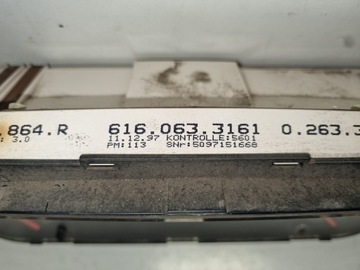 .864.R 616.063.3161 0.263.3
: 3.0 11.12.97 KONTROLLE:5601
PM:113 SNr:5097151668